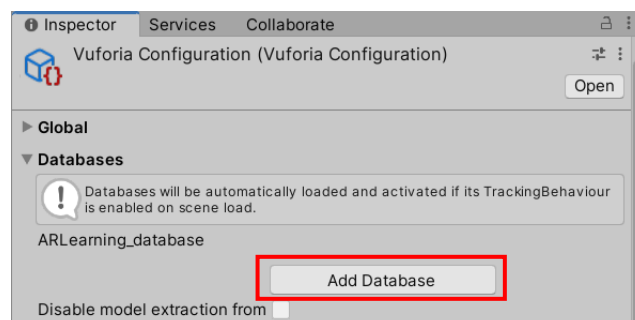 Inspector Services Collaborate
Vuforia Configuration (Vuforia Configuration)
Open
Global
Databases
Databases will be automatically loaded and activated if its TrackingBehaviour
is enabled on scene load.
ARLearning_database
Add Database
Disable model extraction from